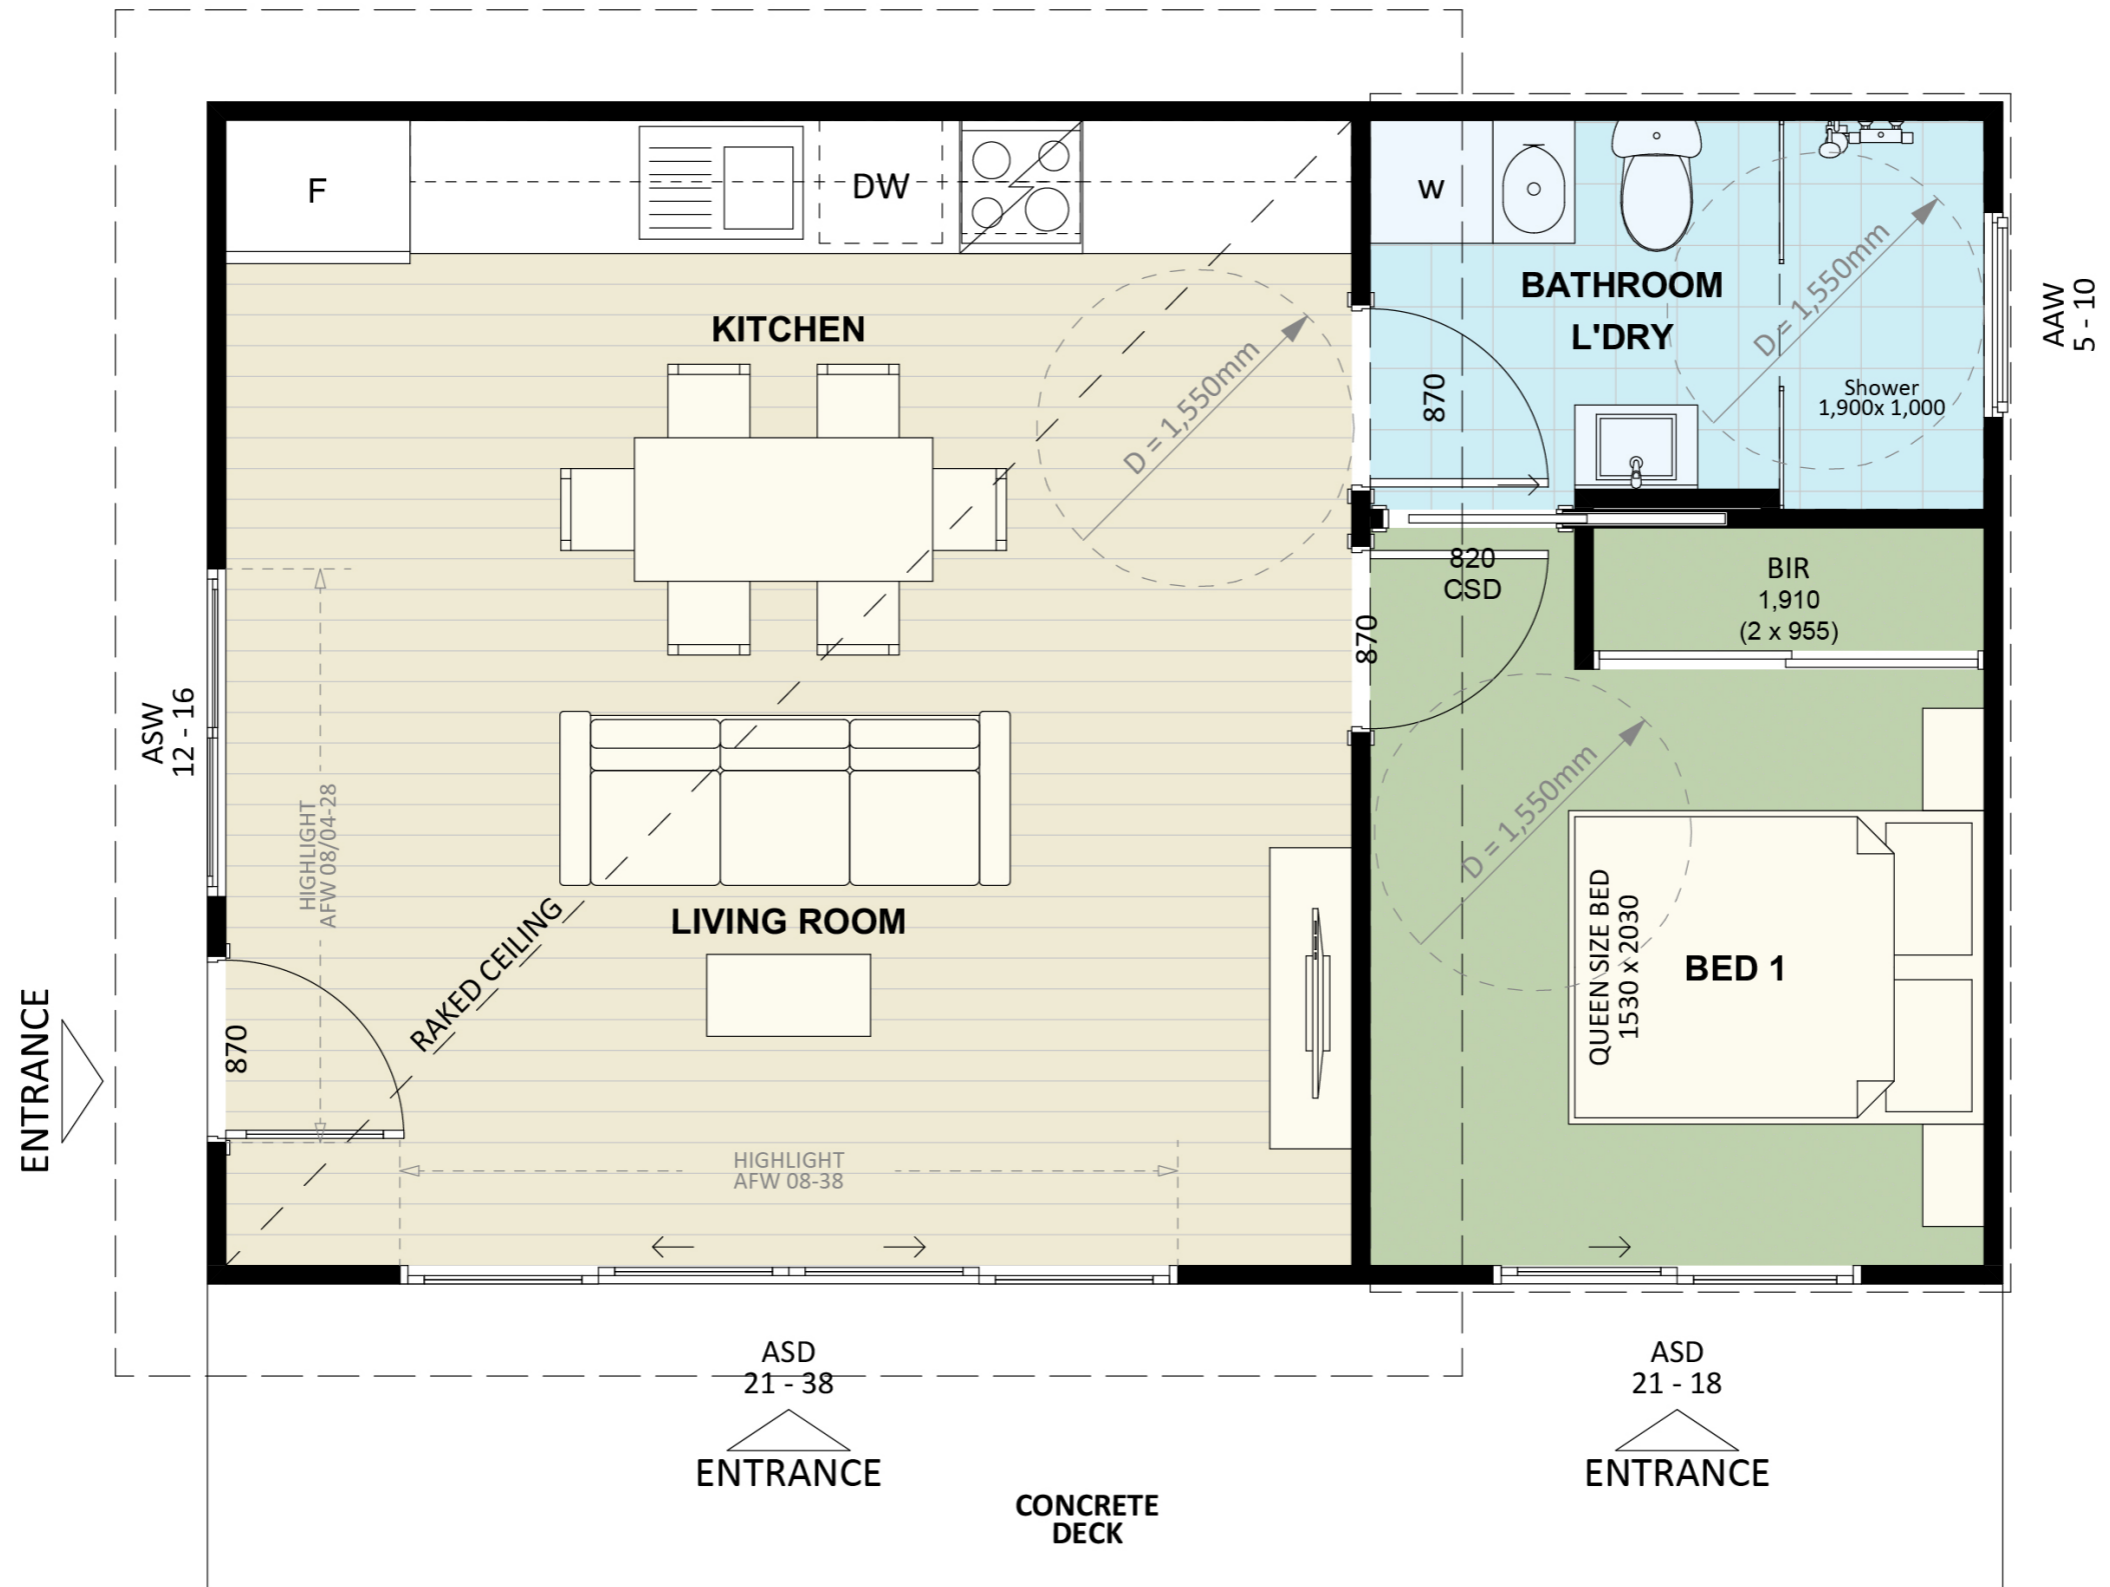 F
DW
W
KITCHEN
BATHROOM
L'DRY
D = 1,550mm
D = 1,550mm
870
Shower
1,900x 1,000
AAW
5 - 10
820
CSD
BIR
1,910
(2 x 955)
870
ASW
12 - 16
HIGHLIGHT
AFW 08/04-28
D = 1,550mm
LIVING ROOM
RAKED CEILING
QUEEN SIZE BED
1530 x 2030
BED 1
ENTRANCE
870
HIGHLIGHT
AFW 08-38
ASD
21 - 38
ENTRANCE
ASD
21 - 18
ENTRANCE
CONCRETE
DECK